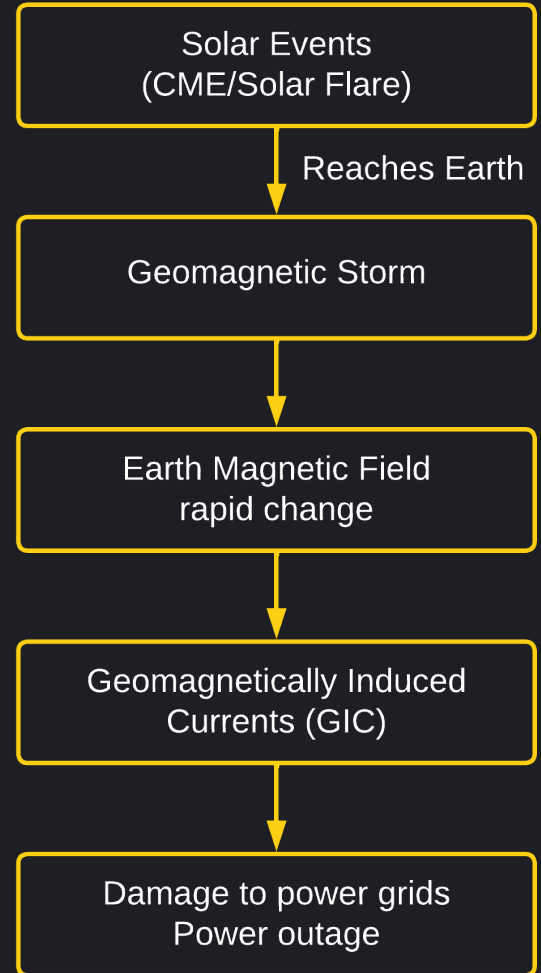 Solar Events
(CME/Solar Flare)
Reaches Earth
Geomagnetic Storm
Earth Magnetic Field
rapid change
Geomagnetically Induced
Currents (GIC)
Damage to power grids
Power outage